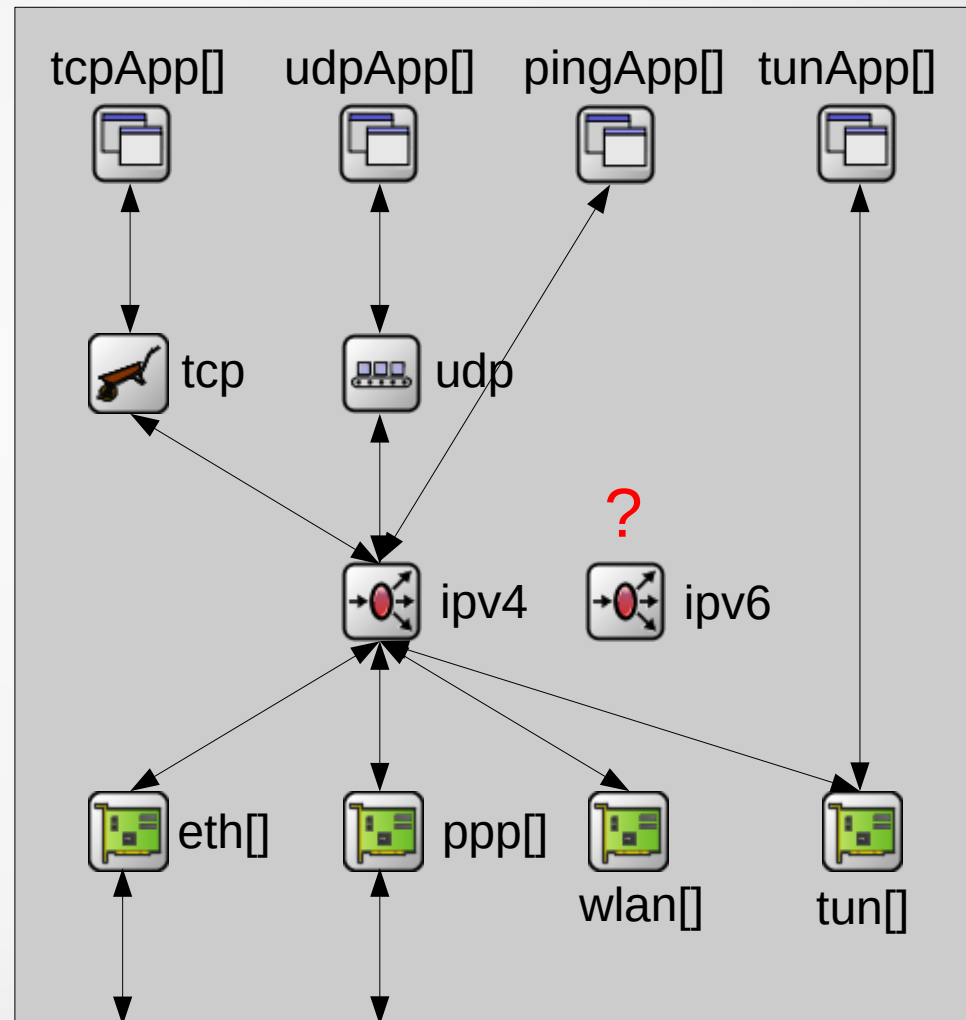 tcpApp[] udpApp[] pingApp[] tunApp[]
tcp udp
?
ipv4 ipv6
eth[] ppp[]
wlan[] tun[]